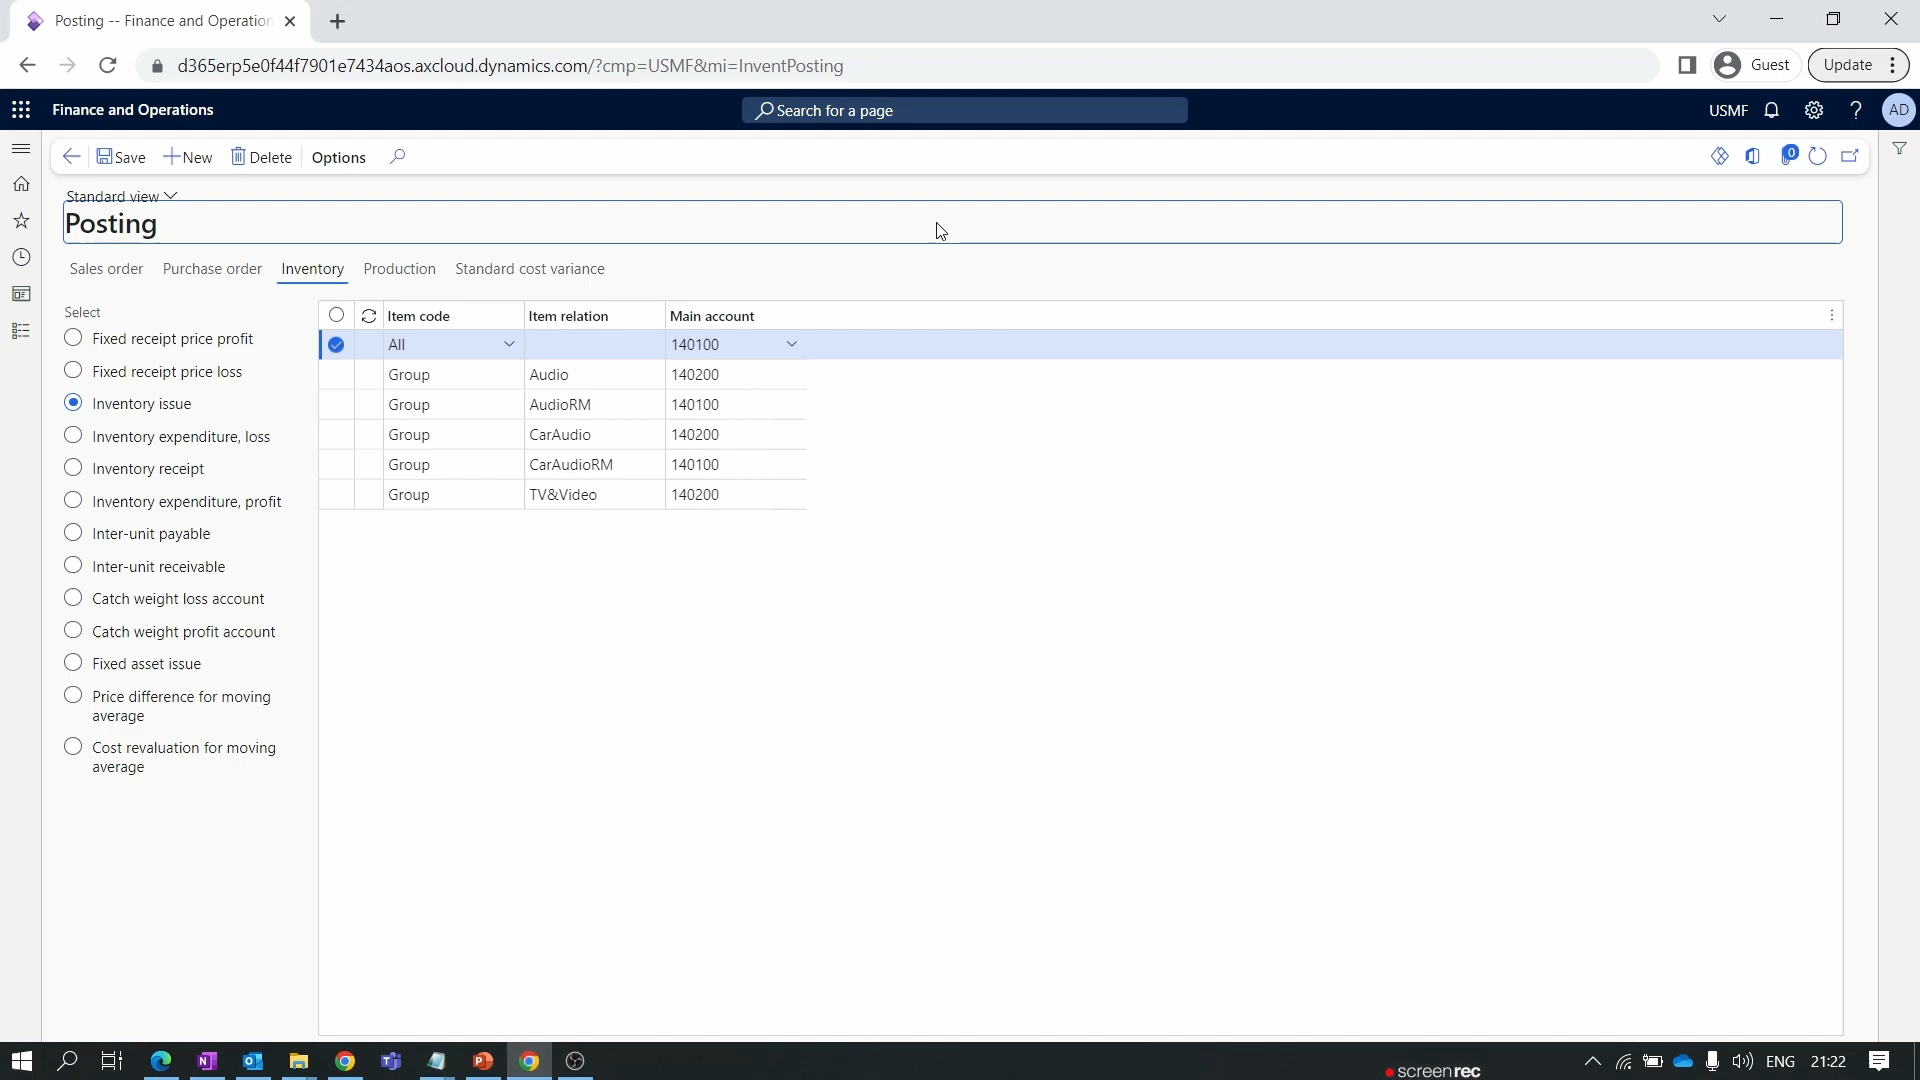 Posting -- Finance and Operation
d365erp5e0f44f7901e7434aos.axcloud.dynamics.com/?cmp=USMF&mi=InventPosting
Guest
Update
Finance and Operations
Search for a page
USMF
?
AD
Save
New
Delete
Options
0
Standard view
Posting
Sales order
Purchase order
Inventory
Production
Standard cost variance
Select
Fixed receipt price profit
Fixed receipt price loss
Inventory issue
Inventory expenditure, loss
Inventory receipt
Inventory expenditure, profit
Inter-unit payable
Inter-unit receivable
Catch weight loss account
Catch weight profit account
Fixed asset issue
Price difference for moving
average
Cost revaluation for moving
average
Item code Item relation Main account
All 140100
Group Audio 140200
Group AudioRM 140100
Group CarAudio 140200
Group CarAudioRM 140100
Group TV&Video 140200
screenrec
ENG
21:22